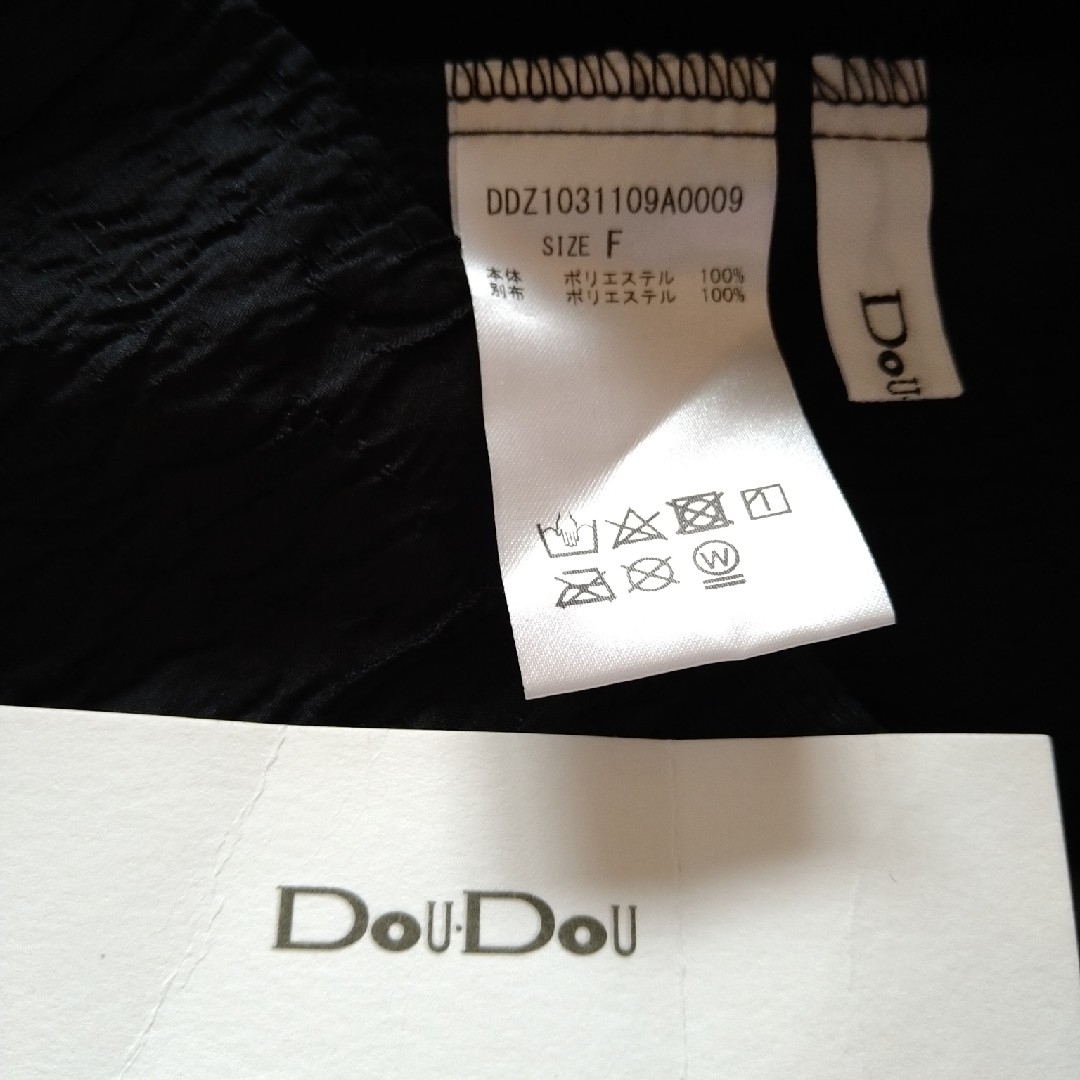 DDZ1031109A0009
SIZE F
本体 ポリエステル 100%
別布 ポリエステル 100%
W
DOU
DOU·DOU